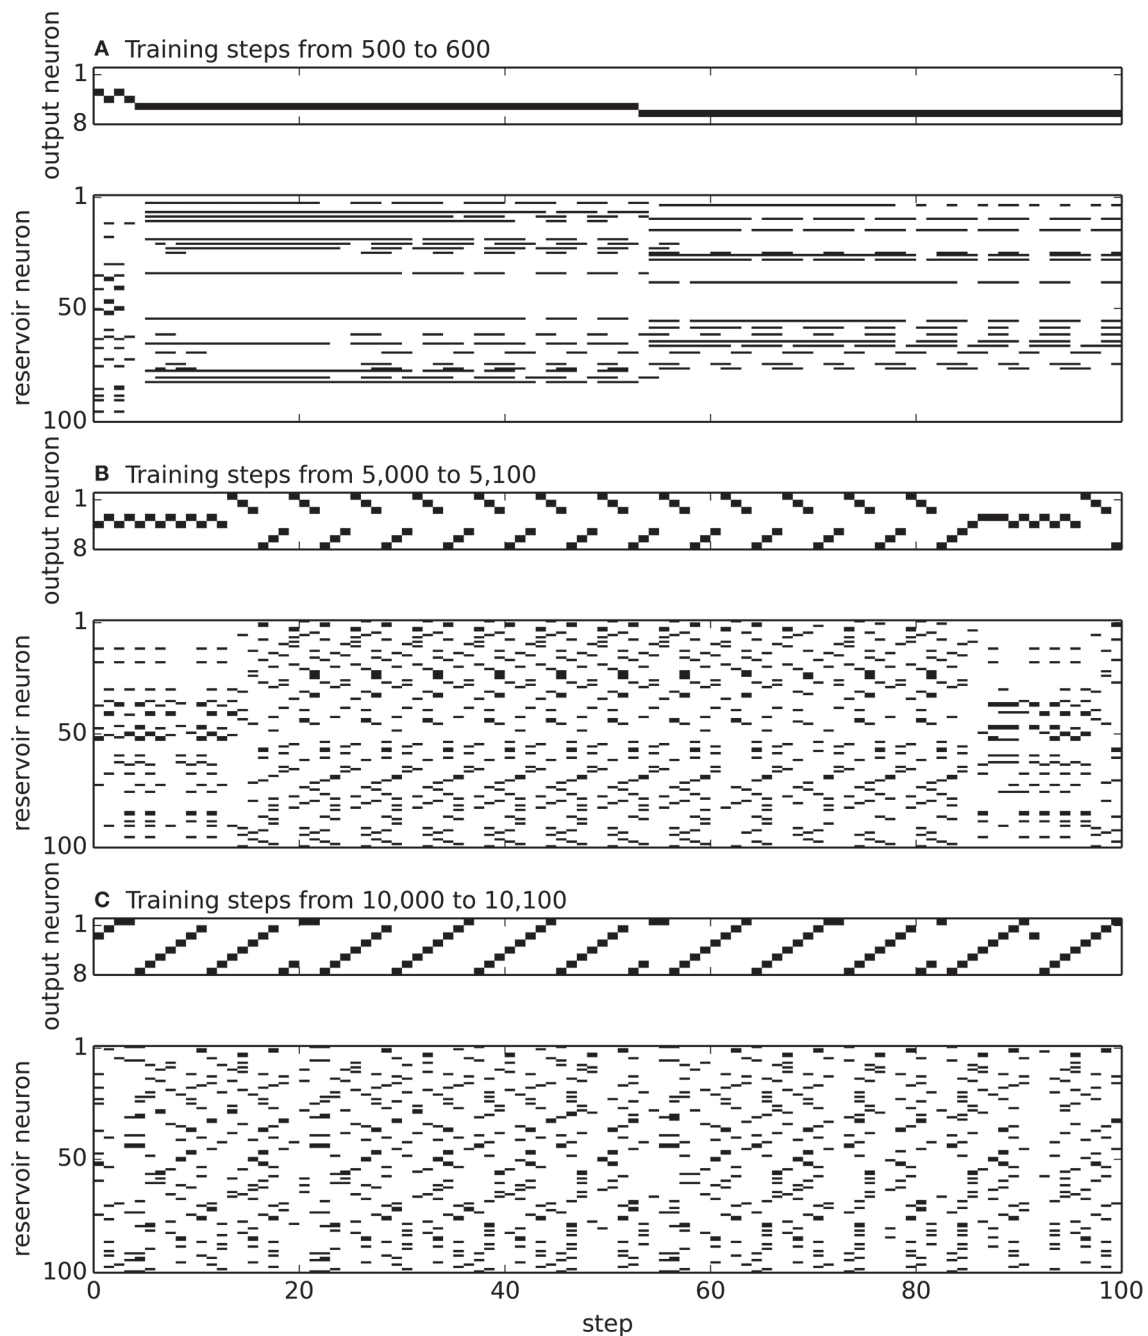 A Training steps from 500 to 600
output neuron
1
8
reservoir neuron
1
50
100
B Training steps from 5,000 to 5,100
output neuron
1
8
reservoir neuron
1
50
100
C Training steps from 10,000 to 10,100
output neuron
1
8
reservoir neuron
1
50
100
0 20 40 60 80 100
step